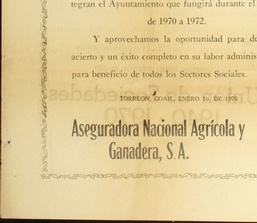 tegran el Ayuntamiento que fungirá durante el
de 1970 a 1972.
Y aprovechamos la oportunidad para de
acierto y un éxito completo en su labor adminis
para beneficio de todos los Sectores Sociales.
TORREON, COAH., ENERO 1o. DE 1970
Aseguradora Nacional Agrícola y
Ganadera, S.A.